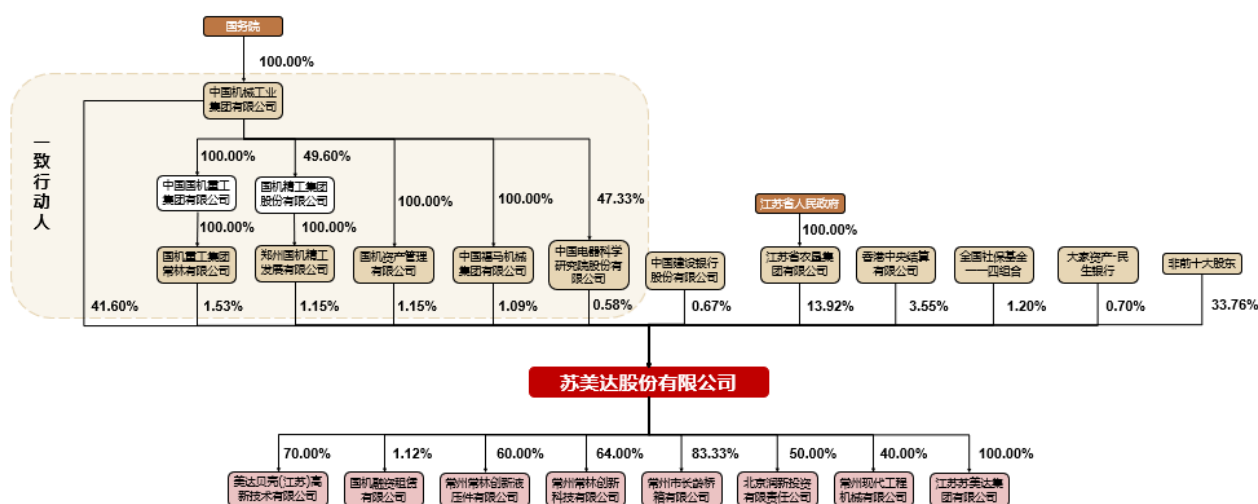 国务院
100.00%
中国机械工业
集团有限公司
一致行动人
100.00%
49.60%
100.00%
100.00%
47.33%
中国国机重工
集团有限公司
国机精工集团
股份有限公司
江苏省人民政府
100.00%
100.00%
100.00%
国机重工集团
常林有限公司
郑州国机精工
发展有限公司
国机资产管理
有限公司
中国福马机械
集团有限公司
中国电器科学
研究院股份有
限公司
中国建设银行
股份有限公司
江苏省农垦集
团有限公司
香港中央结算
有限公司
全国社保基金
一一四组合
大家资产-民
生银行
非前十大股东
41.60%
1.53%
1.15%
1.15%
1.09%
0.58%
0.67%
13.92%
3.55%
1.20%
0.70%
33.76%
苏美达股份有限公司
70.00%
1.12%
60.00%
64.00%
83.33%
50.00%
40.00%
100.00%
美达贝壳(江苏)高
新技术有限公司
国机融资租赁
有限公司
常州常林创新液
压件有限公司
常州常林创新
科技有限公司
常州市长龄桥
箱有限公司
北京润新投资
有限责任公司
常州现代工程
机械有限公司
江苏苏美达集
团有限公司